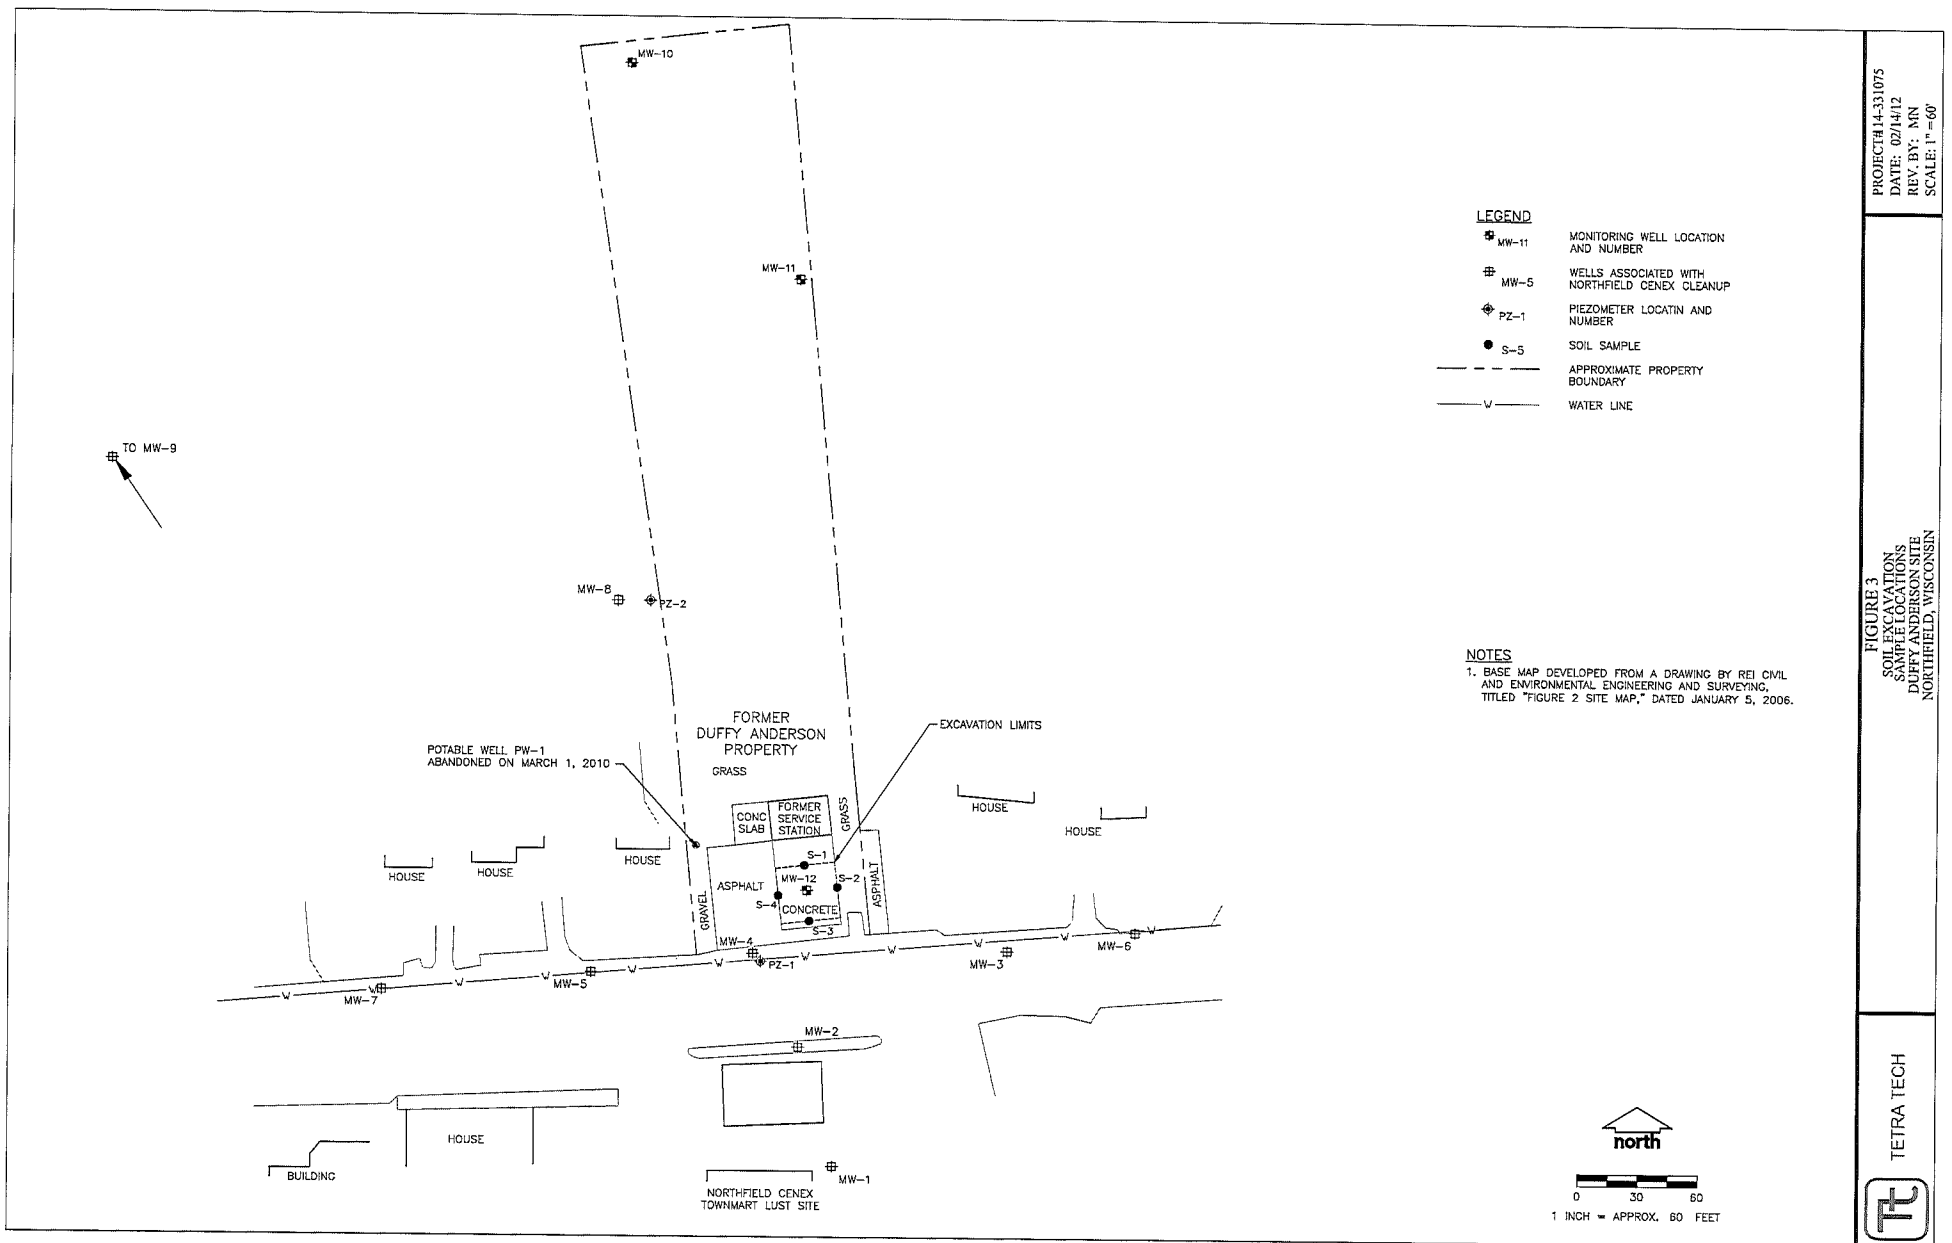 MW-10
MW-11
TO MW-9
MW-8
PZ-2
LEGEND
MW-11
MONITORING WELL LOCATION
AND NUMBER
MW-5
WELLS ASSOCIATED WITH
NORTHFIELD CENEX CLEANUP
PZ-1
PIEZOMETER LOCATIN AND
NUMBER
S-5
SOIL SAMPLE
APPROXIMATE PROPERTY
BOUNDARY
W
WATER LINE
NOTES
1. BASE MAP DEVELOPED FROM A DRAWING BY REI CIVIL
AND ENVIRONMENTAL ENGINEERING AND SURVEYING,
TITLED "FIGURE 2 SITE MAP," DATED JANUARY 5, 2006.
FORMER
DUFFY ANDERSON
PROPERTY
GRASS
EXCAVATION LIMITS
POTABLE WELL PW-1
ABANDONED ON MARCH 1, 2010
CONC
SLAB
FORMER
SERVICE
STATION
GRASS
HOUSE
HOUSE
HOUSE
HOUSE
HOUSE
S-1
MW-12
S-2
ASPHALT
S-4
CONCRETE
S-3
GRAVEL
ASPHALT
MW-4
PZ-1
MW-3
MW-6
MW-5
MW-7
W
W
W
W
W
W
W
W
W
W
W
MW-2
HOUSE
BUILDING
MW-1
NORTHFIELD CENEX
TOWNMART LUST SITE
north
0 30 60
1 INCH = APPROX. 60 FEET
PROJECT#114-331075
DATE: 02/14/12
REV. BY: MN
SCALE: 1"=60'
FIGURE 3
SOIL EXCAVATION
SAMPLE LOCATIONS
DUFFY ANDERSON SITE
NORTHFIELD, WISCONSIN
TETRA TECH
Tt